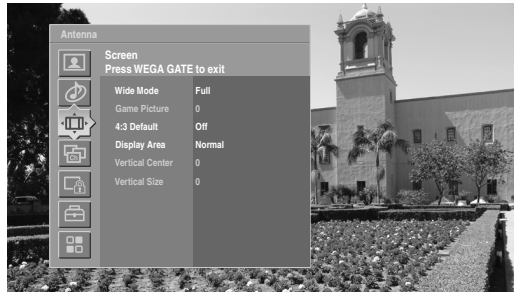 Antenna
Screen
Press WEGA GATE to exit
Wide Mode Full
Game Picture 0
4:3 Default Off
Display Area Normal
Vertical Center 0
Vertical Size 0
Ch